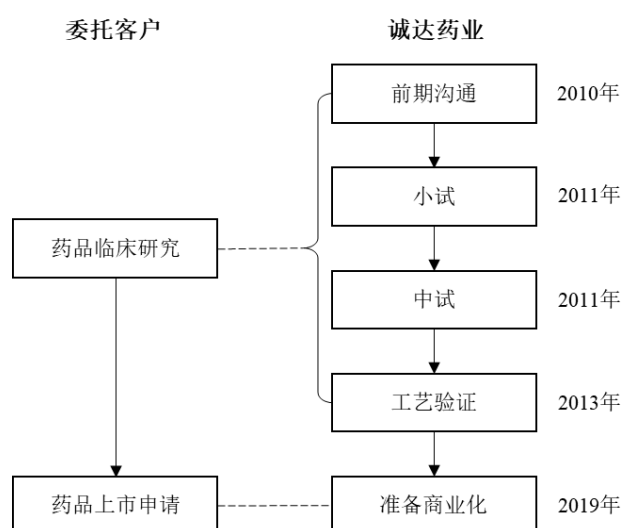 委托客户 诚达药业
前期沟通 2010年
小试 2011年
药品临床研究
中试 2011年
工艺验证 2013年
药品上市申请 准备商业化 2019年